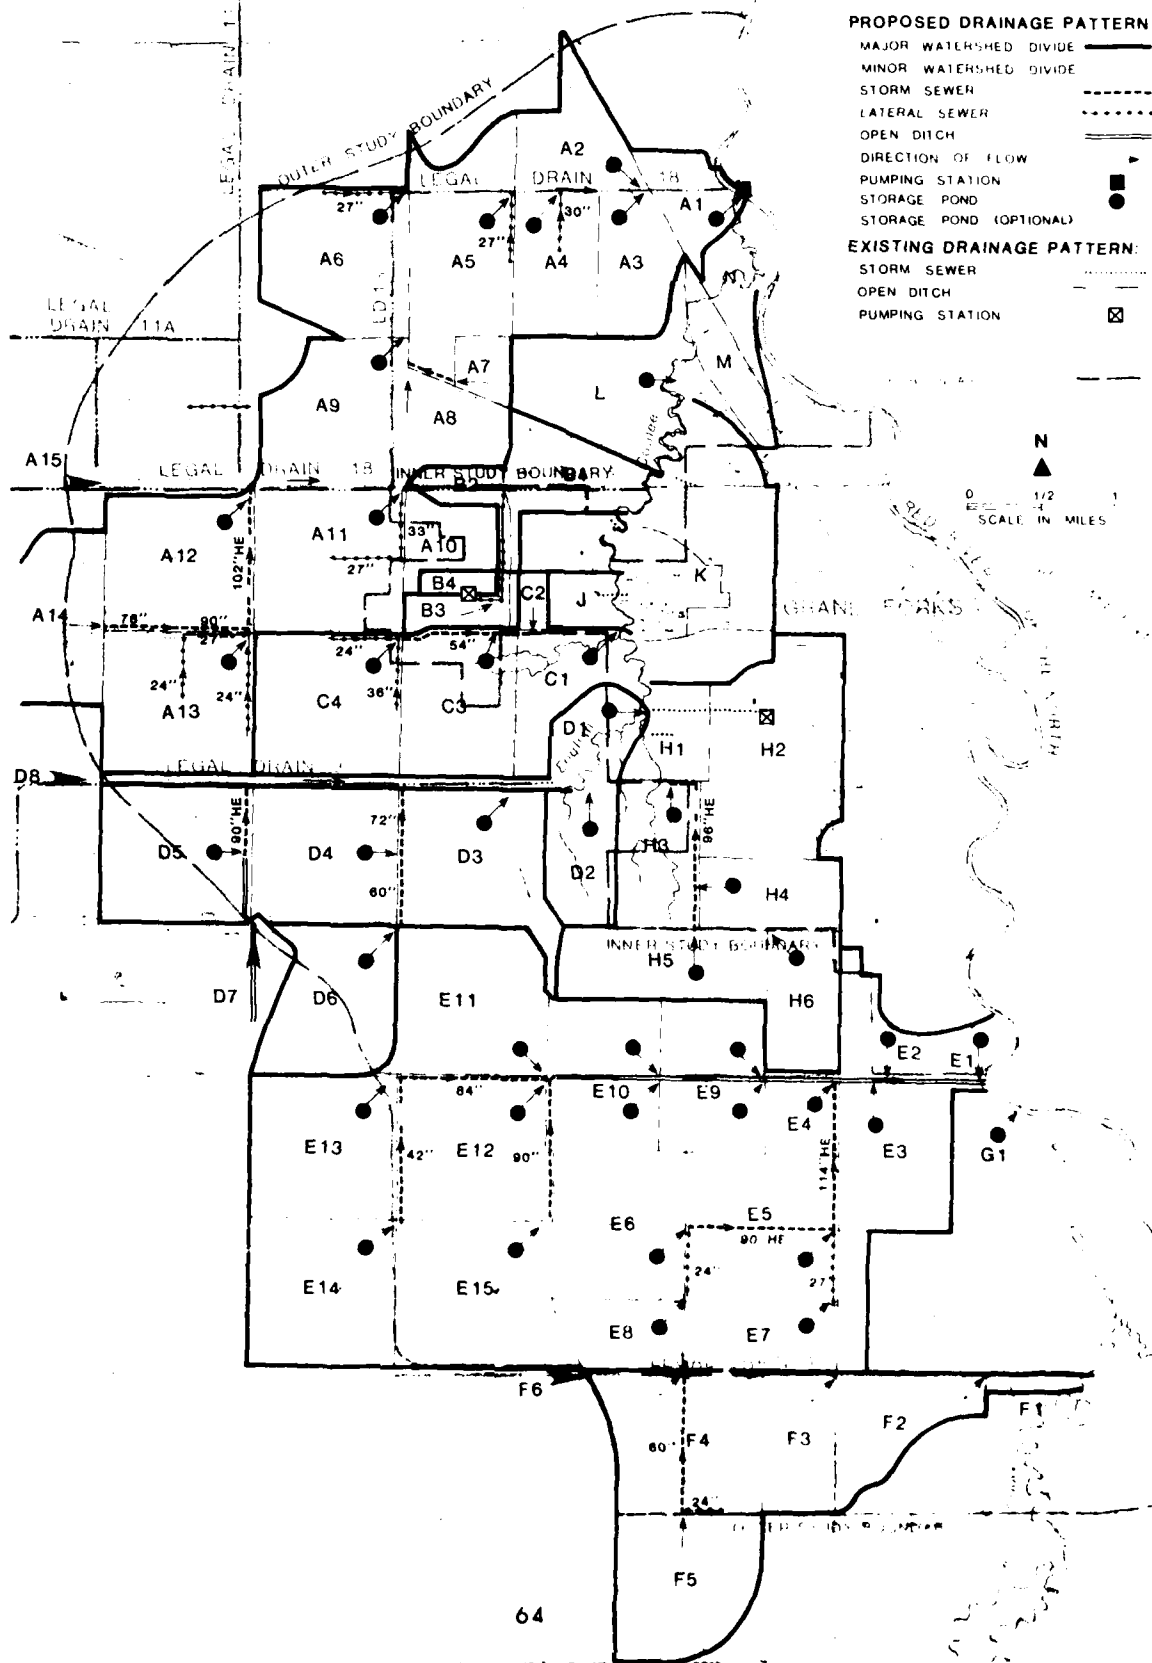 PROPOSED DRAINAGE PATTERN
MAJOR WATERSHED DIVIDE
MINOR WATERSHED DIVIDE
STORM SEWER
LATERAL SEWER
OPEN DITCH
DIRECTION OF FLOW
PUMPING STATION
STORAGE POND
STORAGE POND (OPTIONAL)
EXISTING DRAINAGE PATTERN:
STORM SEWER
OPEN DITCH
PUMPING STATION
N
0 1/2 1
SCALE IN MILES
LEGAL DRAIN
OUTER STUDY BOUNDARY
A2
LEGAL DRAIN 18
A1
27"
30"
27"
A6
A5
A4
A3
N
LEGAL
DRAIN 11A
A7
M
L
A9
A8
A15
LEGAL DRAIN 18
INNER STUDY BOUNDARY
B2
A11
33"
A10
A12
102"HE
27"
B4
C2
K
J
B3
A14
78"
90"
27"
GRAND FORKS
24"
54"
24"
24"
36"
C1
A13
C4
C3
D1
H1
H2
D8
LEGAL DRAIN
90"HE
72"
96"HE
D5
D4
D3
H3
D2
60"
H4
INNER STUDY BOUNDARY
H5
D7
D6
E11
H6
E2
E1
E10
E9
E4
E13
42"
E12
90"
114"HE
E3
G1
E6
E5
90 HE
24"
27
E14
E15
E8
E7
F6
F1
F2
60"
F4
F3
24"
F5
64